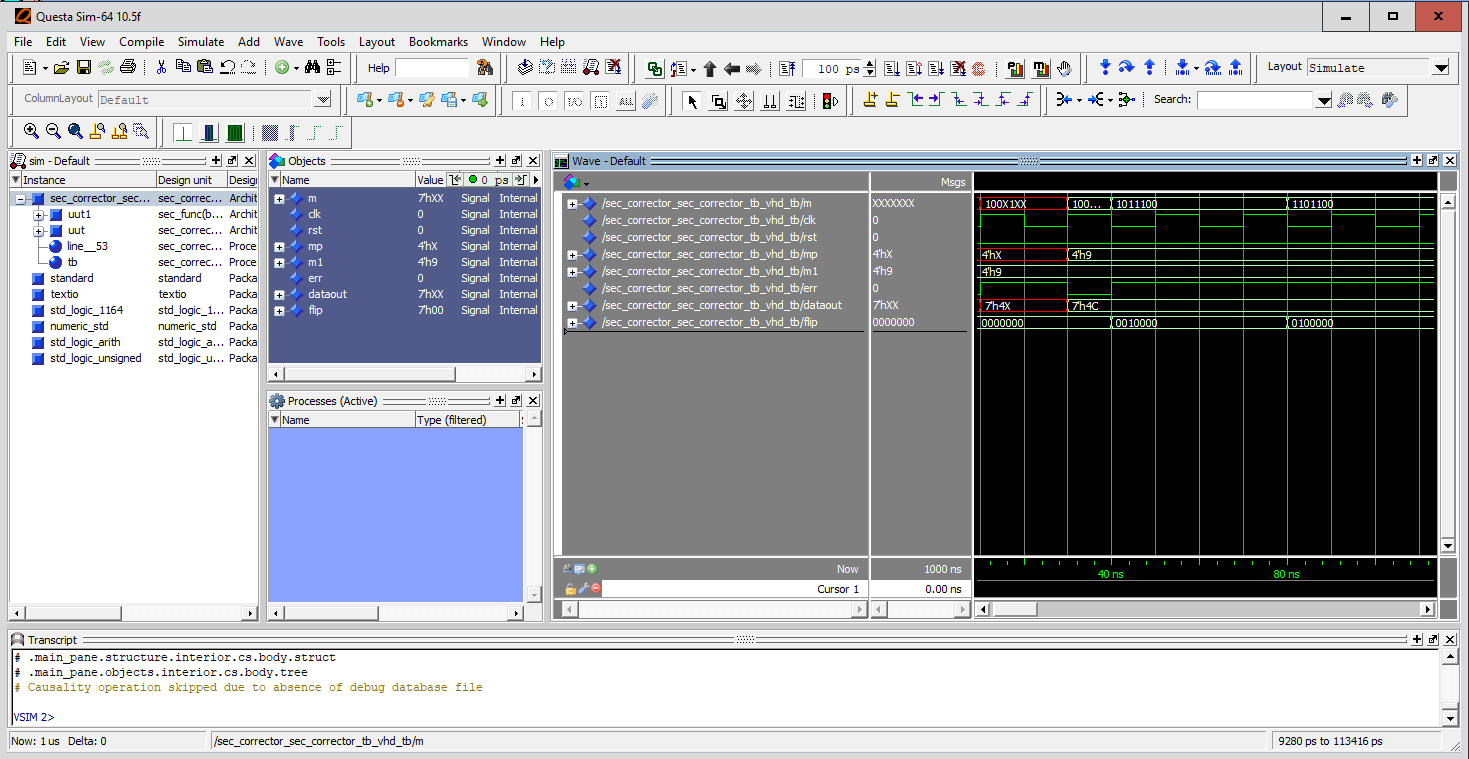 Questa Sim-64 10.5f
File Edit View Compile Simulate Add Wave Tools Layout Bookmarks Window Help
Help 100 ps Layout Simulate
ColumnLayout Default Search:
sim - Default
Instance Design unit Design
sec_corrector_sec... sec_correc... Archit
uut1 sec_func(b... Archit
uut sec_correc... Archit
line__53 sec_correc... Proce
tb sec_correc... Proce
standard standard Packa
textio textio Packa
std_logic_1164 std_logic_1... Packa
numeric_std numeric_std Packa
std_logic_arith std_logic_a... Packa
std_logic_unsigned std_logic_u... Packa
Objects
Name Value 0 ps
m 7'hXX Signal Internal
clk 0 Signal Internal
rst 0 Signal Internal
mp 4'hX Signal Internal
m1 4'h9 Signal Internal
err 0 Signal Internal
dataout 7'hXX Signal Internal
flip 7'h00 Signal Internal
Processes (Active)
Name Type (filtered)
Wave - Default
Msgs
/sec_corrector_sec_corrector_tb_vhd_tb/m XXXXXXX 100X1XX 100... 1011100 1101100
/sec_corrector_sec_corrector_tb_vhd_tb/clk 0
/sec_corrector_sec_corrector_tb_vhd_tb/rst 0
/sec_corrector_sec_corrector_tb_vhd_tb/mp 4'hX 4'hX 4'h9
/sec_corrector_sec_corrector_tb_vhd_tb/m1 4'h9 4'h9
/sec_corrector_sec_corrector_tb_vhd_tb/err 0
/sec_corrector_sec_corrector_tb_vhd_tb/dataout 7'hXX 7'h4X 7'h4C
/sec_corrector_sec_corrector_tb_vhd_tb/flip 0000000 0000000 0010000 0100000
Now 1000 ns 40 ns 80 ns
Cursor 1 0.00 ns
Transcript
# .main_pane.structure.interior.cs.body.struct
# .main_pane.objects.interior.cs.body.tree
# Causality operation skipped due to absence of debug database file
VSIM 2>
Now: 1 us Delta: 0 /sec_corrector_sec_corrector_tb_vhd_tb/m 9280 ps to 113416 ps